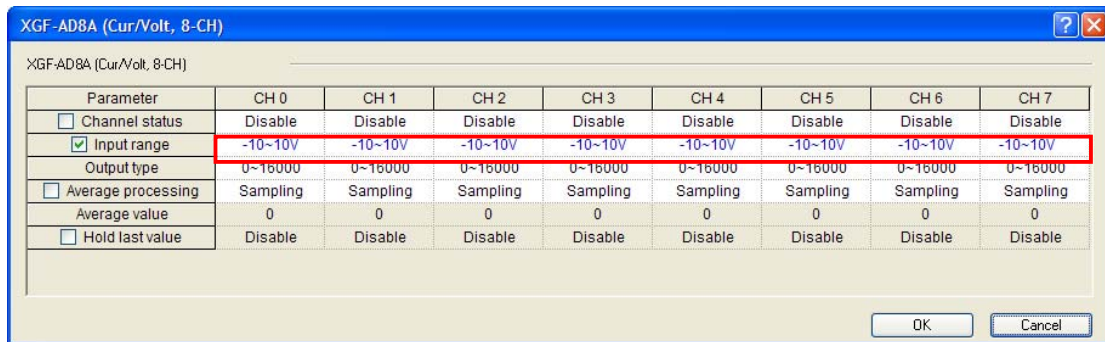 XGF-AD8A (Cur/Volt, 8-CH)
XGF-AD8A (Cur/Volt, 8-CH)
Parameter CH 0 CH 1 CH 2 CH 3 CH 4 CH 5 CH 6 CH 7
Channel status Disable Disable Disable Disable Disable Disable Disable Disable
Input range -10~10V -10~10V -10~10V -10~10V -10~10V -10~10V -10~10V -10~10V
Output type 0~16000 0~16000 0~16000 0~16000 0~16000 0~16000 0~16000 0~16000
Average processing Sampling Sampling Sampling Sampling Sampling Sampling Sampling Sampling
Average value 0 0 0 0 0 0 0 0
Hold last value Disable Disable Disable Disable Disable Disable Disable Disable
OK Cancel